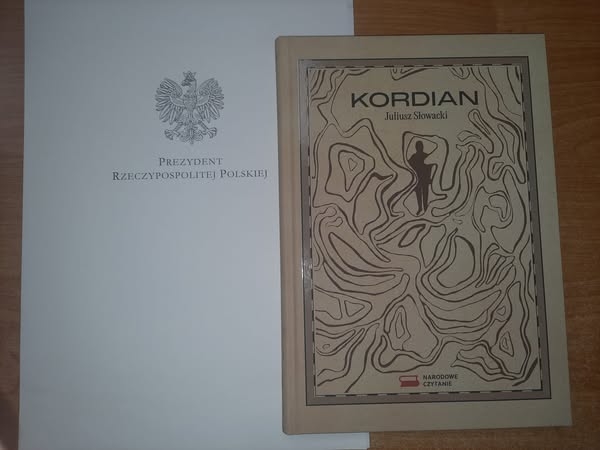 PREZYDENT
RZECZYPOSPOLITEJ POLSKIEJ
KORDIAN
Juliusz Słowacki
NARODOWE
CZYTANIE